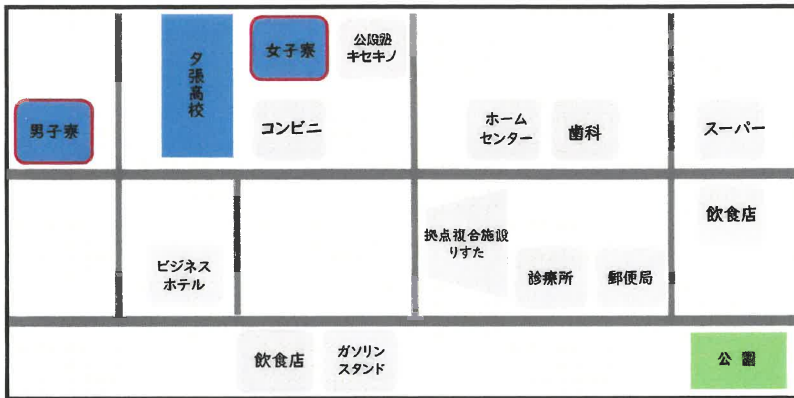 夕張高校
女子寮
公設塾
キセキノ
男子寮
コンビニ
ホーム
センター
歯科
スーパー
飲食店
拠点複合施設
りすた
ビジネス
ホテル
診療所
郵便局
飲食店
ガソリン
スタンド
公園